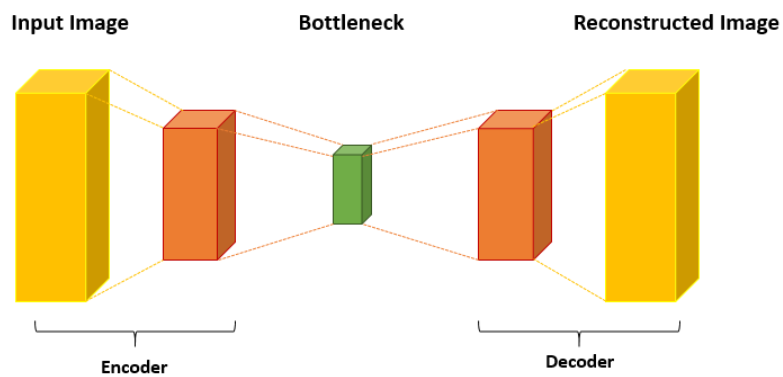 Input Image
Bottleneck
Reconstructed Image
Encoder
Decoder